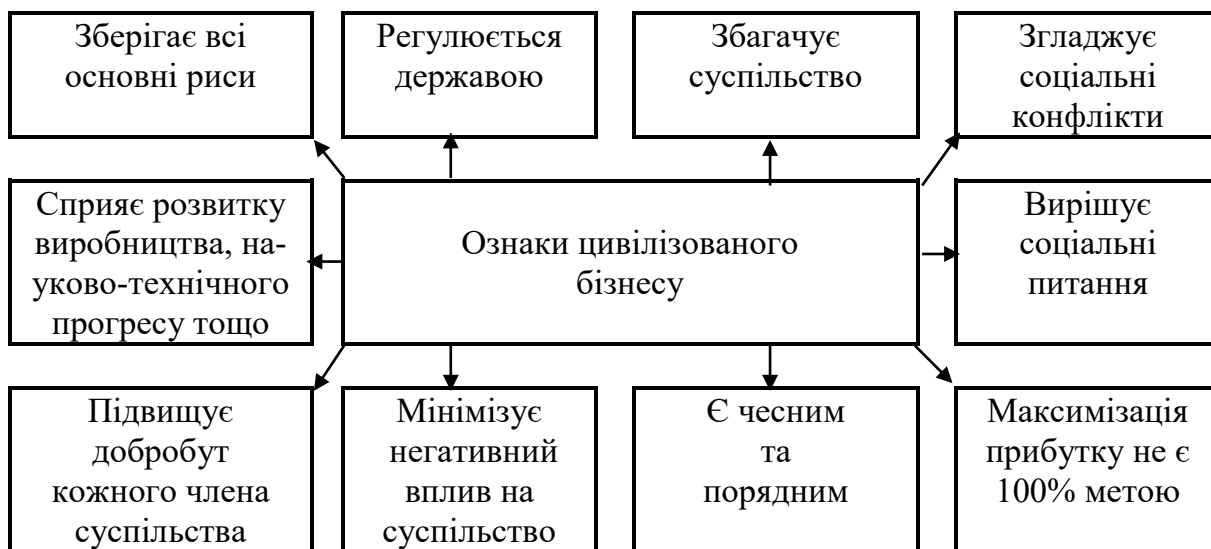 Зберігає всі
основні риси
Регулюється
державою
Збагачує
суспільство
Згладжує
соціальні
конфлікти
Сприяє розвитку
виробництва, на-
уково-технічного
прогресу тощо
Ознаки цивілізованого
бізнесу
Вирішує
соціальні
питання
Підвищує
добробут
кожного члена
суспільства
Мінімізує
негативний
вплив на
суспільство
Є чесним
та
порядним
Максимізація
прибутку не є
100% метою